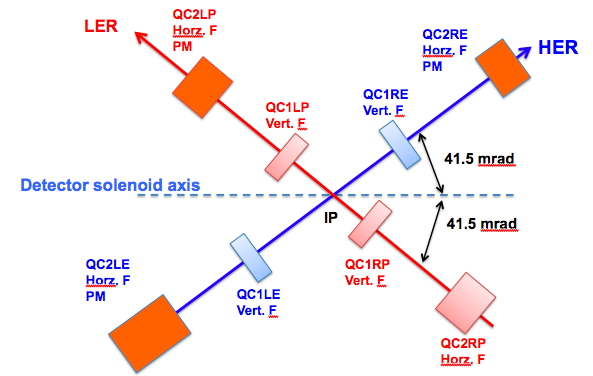 LER
QC2LP
Horz. F
PM
QC2RE
Horz. F
PM
HER
QC1LP
Vert. F
QC1RE
Vert. F
41.5 mrad
Detector solenoid axis
IP
41.5 mrad
QC2LE
Horz. F
PM
QC1LE
Vert. F
QC1RP
Vert. F
QC2RP
Horz. F